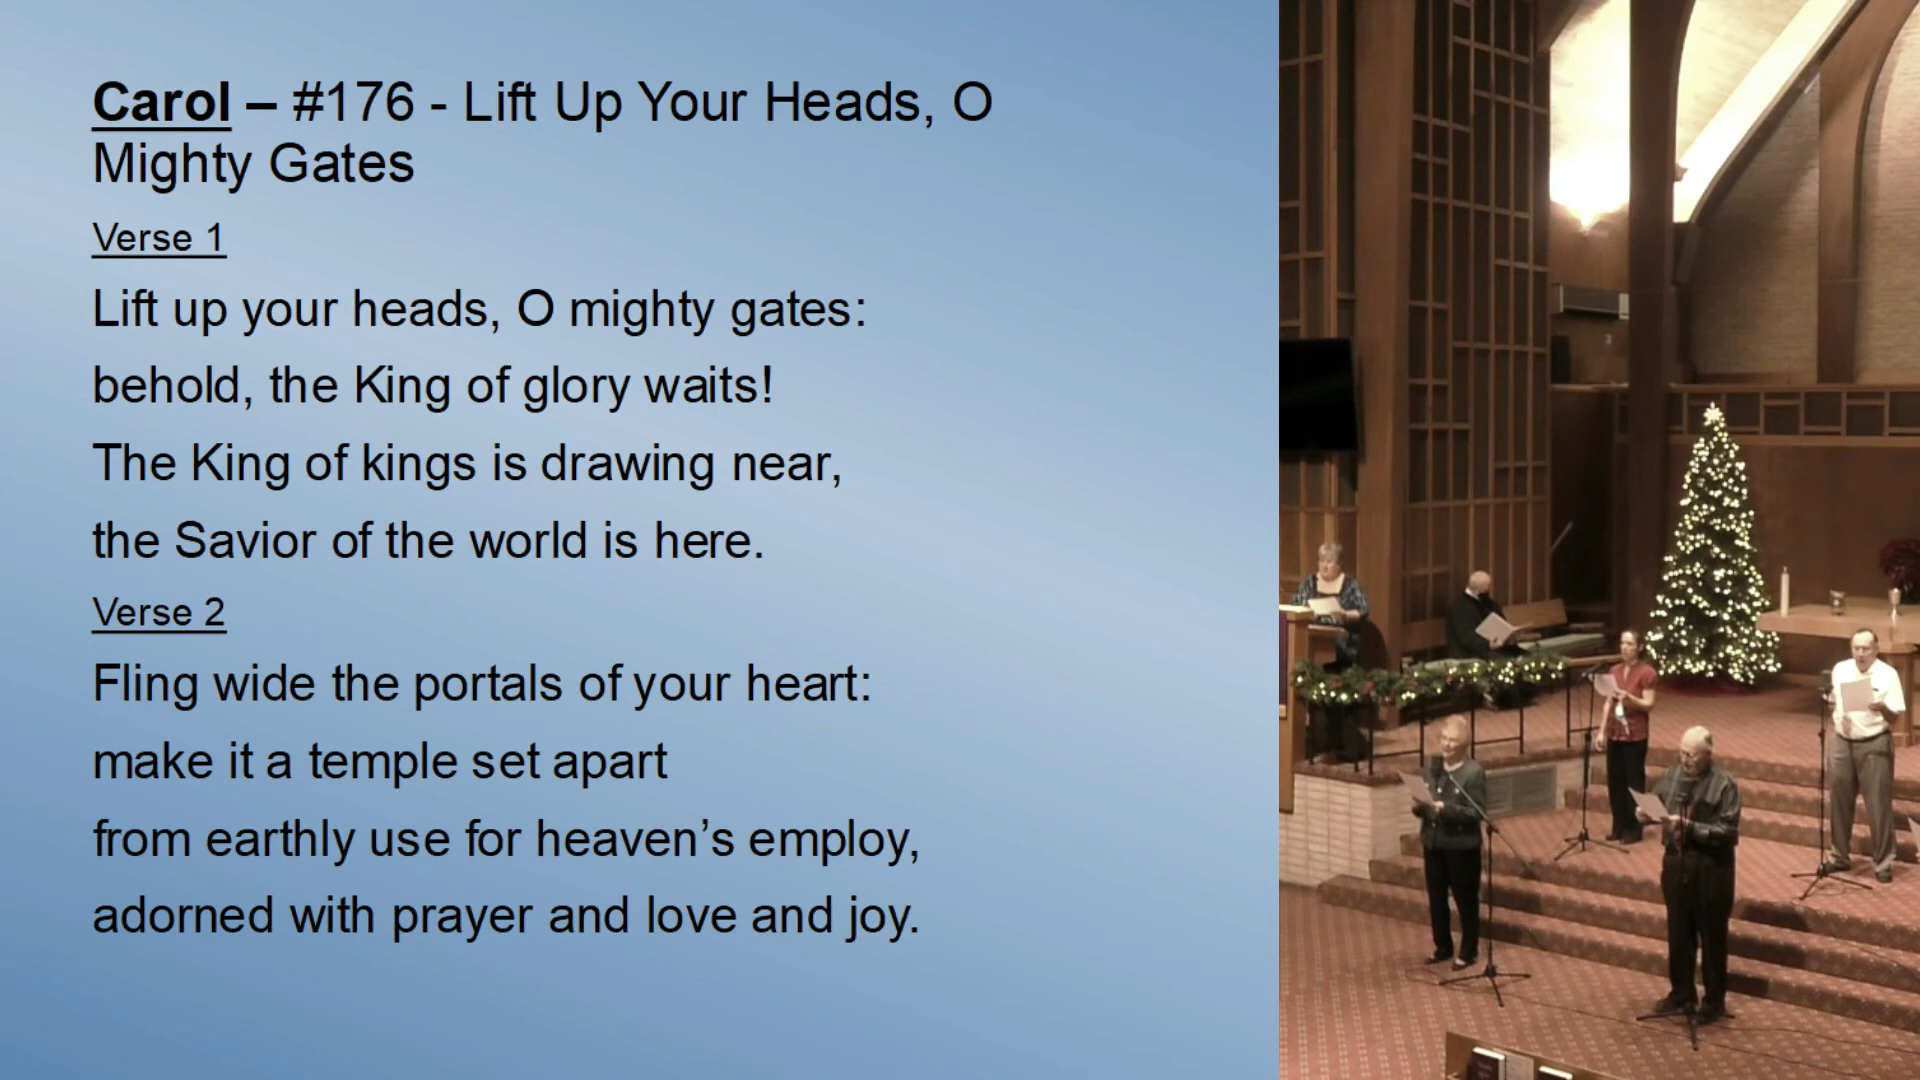 Carol – #176 - Lift Up Your Heads, O
Mighty Gates
Verse 1
Lift up your heads, O mighty gates:
behold, the King of glory waits!
The King of kings is drawing near,
the Savior of the world is here.
Verse 2
Fling wide the portals of your heart:
make it a temple set apart
from earthly use for heaven’s employ,
adorned with prayer and love and joy.